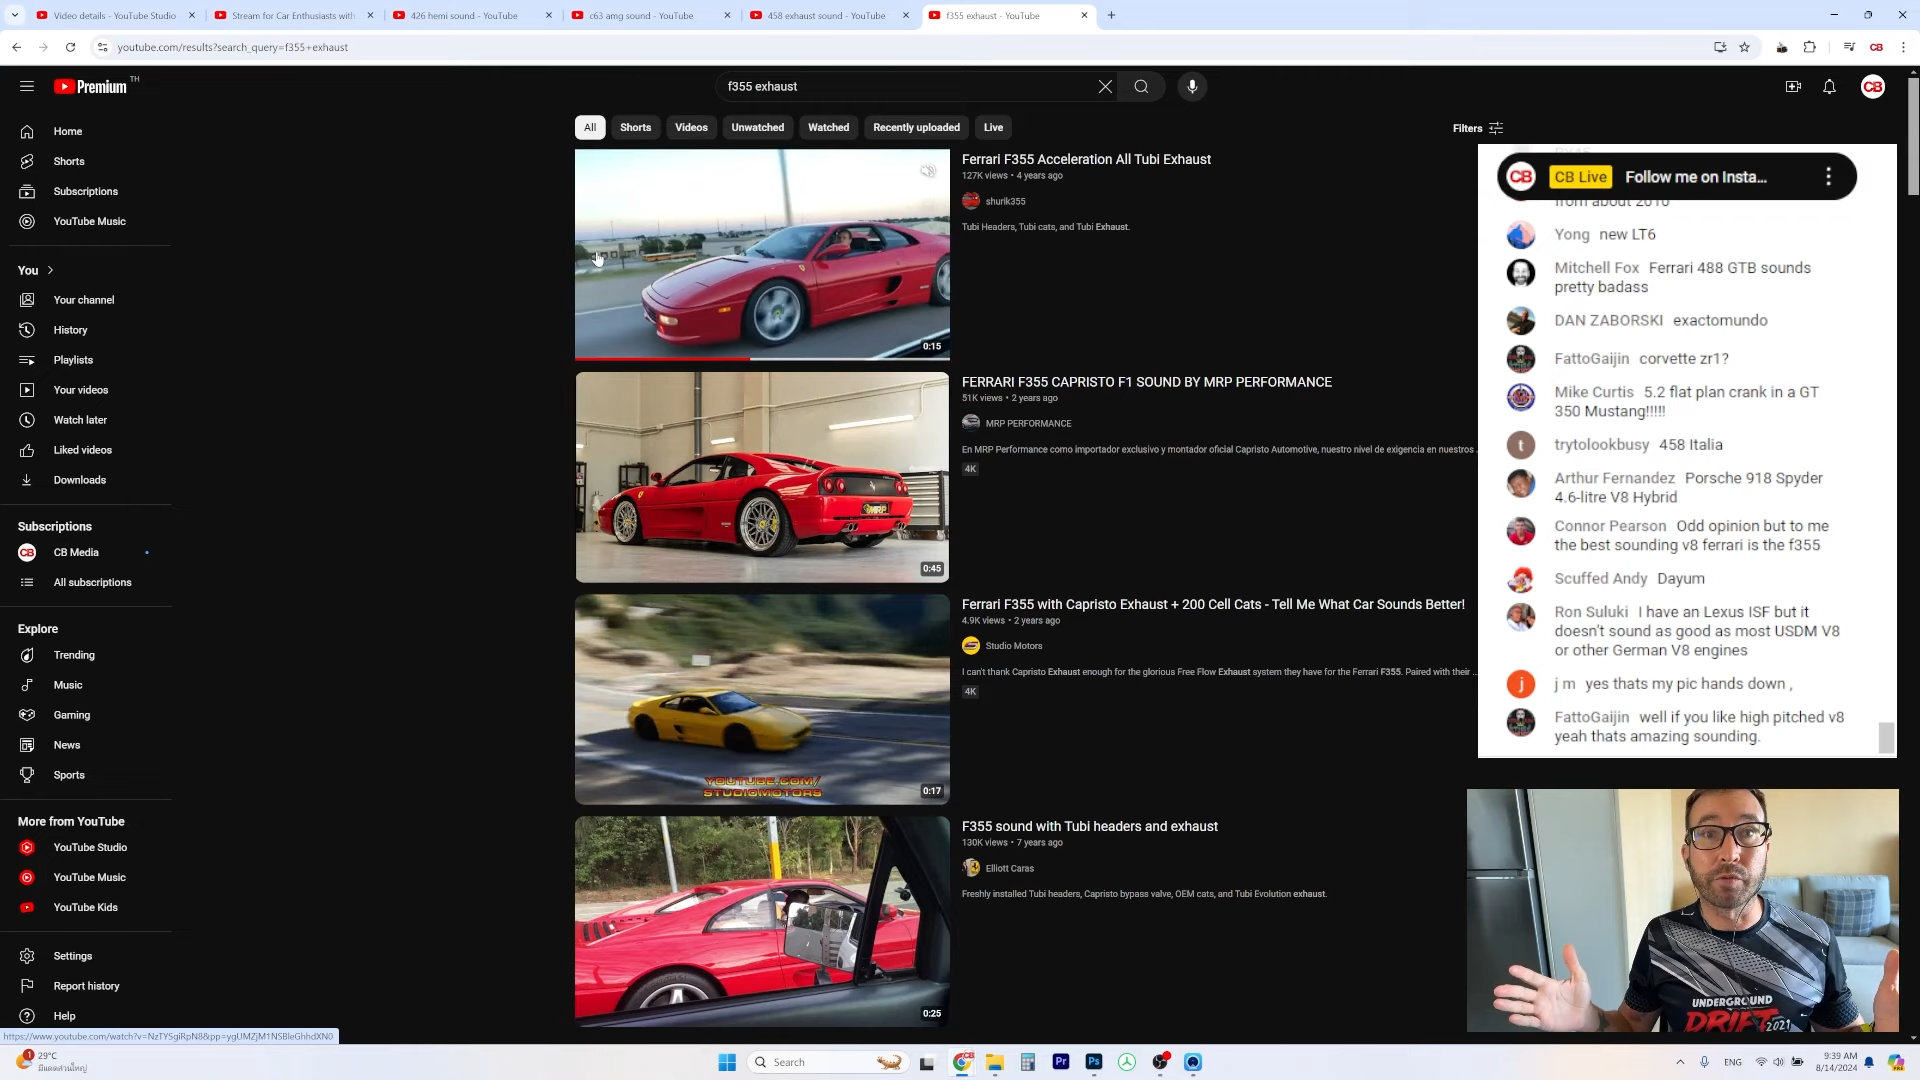 Video details - YouTube Studio
Stream for Car Enthusiasts with
426 hemi sound - YouTube
c63 amg sound - YouTube
458 exhaust sound - YouTube
f355 exhaust - YouTube
youtube.com/results?search_query=f355+exhaust
Premium TH
f355 exhaust
CB
Home
Shorts
Subscriptions
YouTube Music
You
Your channel
History
Playlists
Your videos
Watch later
Liked videos
Downloads
Subscriptions
CB Media
All subscriptions
Explore
Trending
Music
Gaming
News
Sports
More from YouTube
YouTube Studio
YouTube Music
YouTube Kids
Settings
Report history
Help
All
Shorts
Videos
Unwatched
Watched
Recently uploaded
Live
Filters
0:15
Ferrari F355 Acceleration All Tubi Exhaust
127K views • 4 years ago
shurik355
Tubi Headers, Tubi cats, and Tubi Exhaust.
MRP
0:45
FERRARI F355 CAPRISTO F1 SOUND BY MRP PERFORMANCE
51K views • 2 years ago
MRP PERFORMANCE
En MRP Performance como importador exclusivo y montador oficial Capristo Automotive, nuestro nivel de exigencia en nuestros ...
4K
YOUTUBE.COM/
STUDIOMOTORS
0:17
Ferrari F355 with Capristo Exhaust + 200 Cell Cats - Tell Me What Car Sounds Better!
4.9K views • 2 years ago
Studio Motors
I can't thank Capristo Exhaust enough for the glorious Free Flow Exhaust system they have for the Ferrari F355. Paired with their ...
4K
0:25
F355 sound with Tubi headers and exhaust
130K views • 7 years ago
Elliott Caras
Freshly installed Tubi headers, Capristo bypass valve, OEM cats, and Tubi Evolution exhaust.
CB CB Live Follow me on Insta...
from about 2010
Yong new LT6
Mitchell Fox Ferrari 488 GTB sounds
pretty badass
DAN ZABORSKI exactomundo
FattoGaijin corvette zr1?
Mike Curtis 5.2 flat plan crank in a GT
350 Mustang!!!!!
t trytolookbusy 458 Italia
Arthur Fernandez Porsche 918 Spyder
4.6-litre V8 Hybrid
Connor Pearson Odd opinion but to me
the best sounding v8 ferrari is the f355
Scuffed Andy Dayum
Ron Suluki I have an Lexus ISF but it
doesn't sound as good as most USDM V8
or other German V8 engines
j j m yes thats my pic hands down ,
FattoGaijin well if you like high pitched v8
yeah thats amazing sounding.
UNDERGROUND
DRIFT
2021
29°C
มีแดดส่วนใหญ่
Search
ENG
9:39 AM
8/14/2024